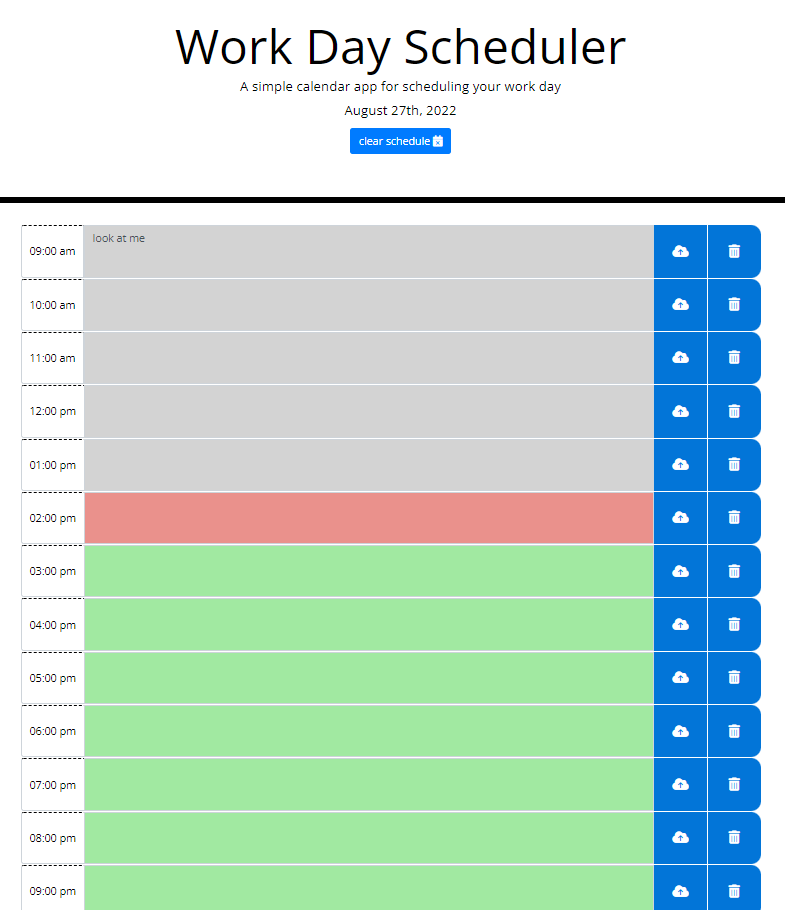 Work Day Scheduler
A simple calendar app for scheduling your work day
August 27th, 2022
clear schedule
09:00 am look at me
10:00 am
11:00 am
12:00 pm
01:00 pm
02:00 pm
03:00 pm
04:00 pm
05:00 pm
06:00 pm
07:00 pm
08:00 pm
09:00 pm